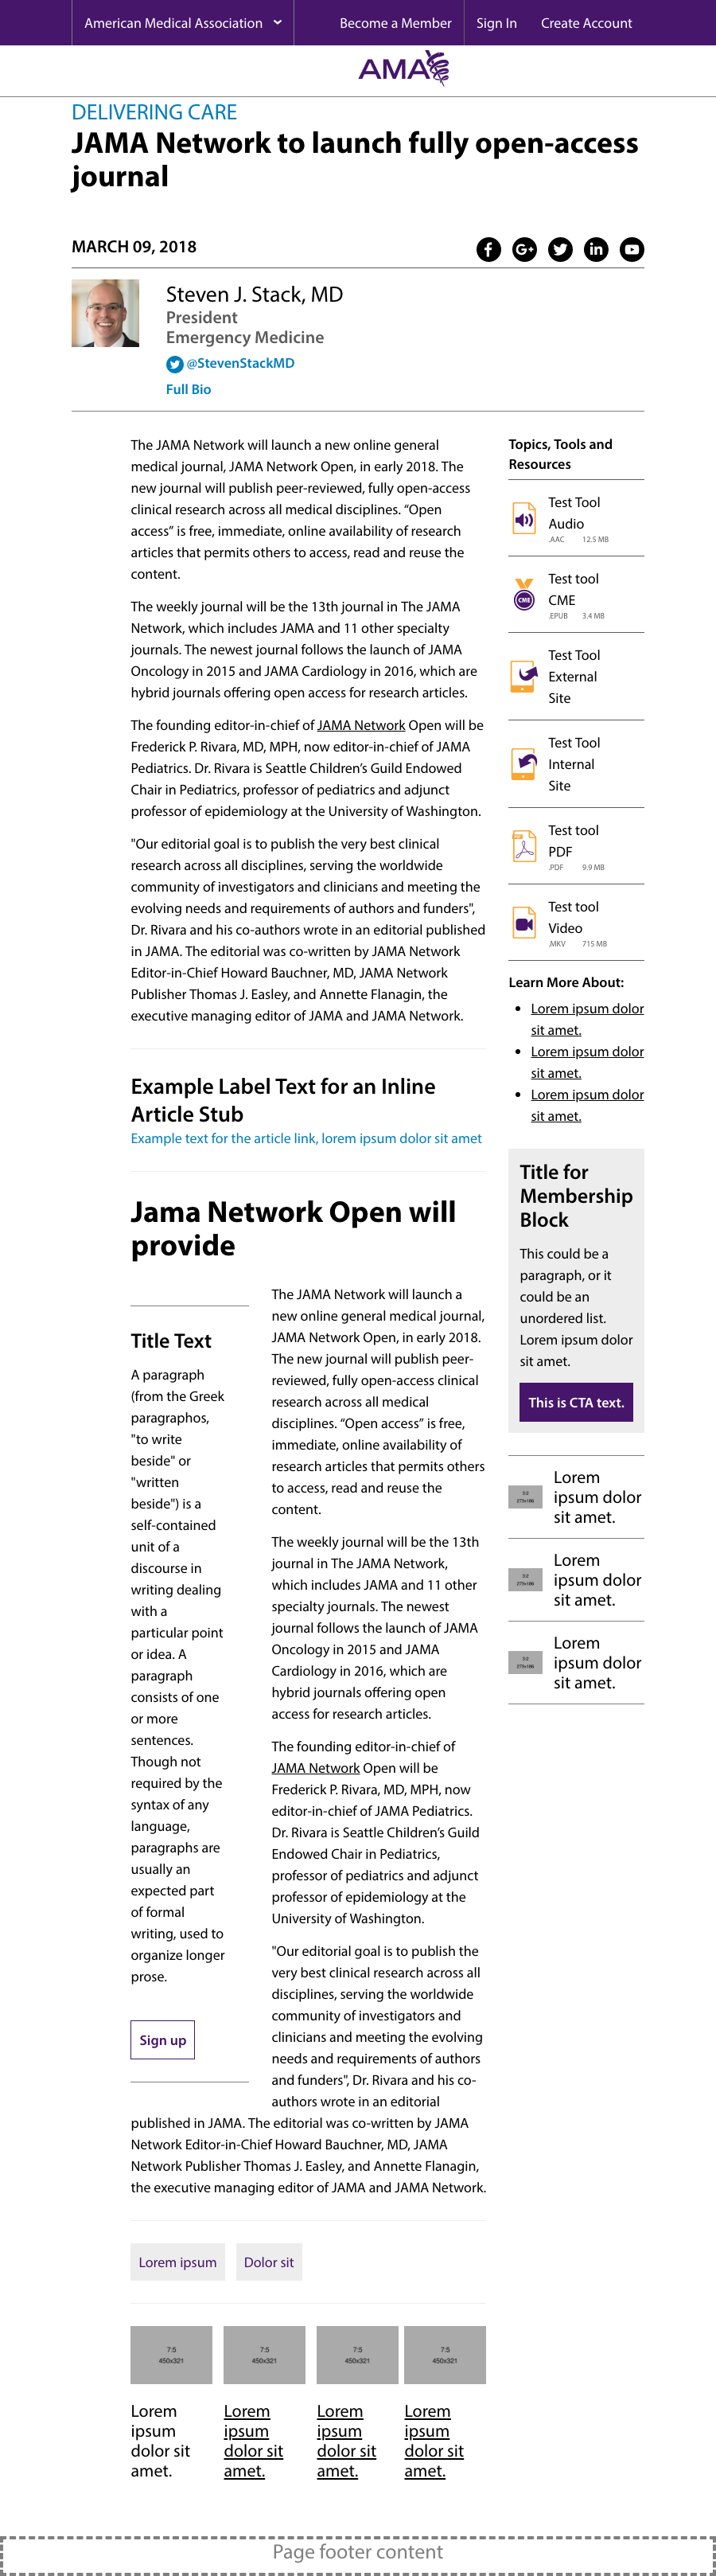 American Medical Association
Become a Member
Sign In
Create Account
AMA
DELIVERING CARE
JAMA Network to launch fully open-access
journal
MARCH 09, 2018
Steven J. Stack, MD
President
Emergency Medicine
@StevenStackMD
Full Bio
The JAMA Network will launch a new online general
medical journal, JAMA Network Open, in early 2018. The
new journal will publish peer-reviewed, fully open-access
clinical research across all medical disciplines. “Open
access” is free, immediate, online availability of research
articles that permits others to access, read and reuse the
content.
The weekly journal will be the 13th journal in The JAMA
Network, which includes JAMA and 11 other specialty
journals. The newest journal follows the launch of JAMA
Oncology in 2015 and JAMA Cardiology in 2016, which are
hybrid journals offering open access for research articles.
The founding editor-in-chief of JAMA Network Open will be
Frederick P. Rivara, MD, MPH, now editor-in-chief of JAMA
Pediatrics. Dr. Rivara is Seattle Children’s Guild Endowed
Chair in Pediatrics, professor of pediatrics and adjunct
professor of epidemiology at the University of Washington.
"Our editorial goal is to publish the very best clinical
research across all disciplines, serving the worldwide
community of investigators and clinicians and meeting the
evolving needs and requirements of authors and funders",
Dr. Rivara and his co-authors wrote in an editorial published
in JAMA. The editorial was co-written by JAMA Network
Editor-in-Chief Howard Bauchner, MD, JAMA Network
Publisher Thomas J. Easley, and Annette Flanagin, the
executive managing editor of JAMA and JAMA Network.
Example Label Text for an Inline
Article Stub
Example text for the article link, lorem ipsum dolor sit amet
Jama Network Open will
provide
Title Text
A paragraph
(from the Greek
paragraphos,
"to write
beside" or
"written
beside") is a
self-contained
unit of a
discourse in
writing dealing
with a
particular point
or idea. A
paragraph
consists of one
or more
sentences.
Though not
required by the
syntax of any
language,
paragraphs are
usually an
expected part
of formal
writing, used to
organize longer
prose.
Sign up
The JAMA Network will launch a
new online general medical journal,
JAMA Network Open, in early 2018.
The new journal will publish peer-
reviewed, fully open-access clinical
research across all medical
disciplines. “Open access” is free,
immediate, online availability of
research articles that permits others
to access, read and reuse the
content.
The weekly journal will be the 13th
journal in The JAMA Network,
which includes JAMA and 11 other
specialty journals. The newest
journal follows the launch of JAMA
Oncology in 2015 and JAMA
Cardiology in 2016, which are
hybrid journals offering open
access for research articles.
The founding editor-in-chief of
JAMA Network Open will be
Frederick P. Rivara, MD, MPH, now
editor-in-chief of JAMA Pediatrics.
Dr. Rivara is Seattle Children’s Guild
Endowed Chair in Pediatrics,
professor of pediatrics and adjunct
professor of epidemiology at the
University of Washington.
"Our editorial goal is to publish the
very best clinical research across all
disciplines, serving the worldwide
community of investigators and
clinicians and meeting the evolving
needs and requirements of authors
and funders", Dr. Rivara and his co-
authors wrote in an editorial
published in JAMA. The editorial was co-written by JAMA
Network Editor-in-Chief Howard Bauchner, MD, JAMA
Network Publisher Thomas J. Easley, and Annette Flanagin,
the executive managing editor of JAMA and JAMA Network.
Lorem ipsum
Dolor sit
7:5
450x321
7:5
450x321
7:5
450x321
7:5
450x321
Lorem
ipsum
dolor sit
amet.
Lorem
ipsum
dolor sit
amet.
Lorem
ipsum
dolor sit
amet.
Lorem
ipsum
dolor sit
amet.
Topics, Tools and
Resources
Test Tool
Audio
.AAC 12.5 MB
CME
Test tool
CME
.EPUB 3.4 MB
Test Tool
External
Site
Test Tool
Internal
Site
Test tool
PDF
.PDF 9.9 MB
Test tool
Video
.MKV 715 MB
Learn More About:
Lorem ipsum dolor
sit amet.
Lorem ipsum dolor
sit amet.
Lorem ipsum dolor
sit amet.
Title for
Membership
Block
This could be a
paragraph, or it
could be an
unordered list.
Lorem ipsum dolor
sit amet.
This is CTA text.
3:2
Lorem
ipsum dolor
sit amet.
3:2
Lorem
ipsum dolor
sit amet.
3:2
Lorem
ipsum dolor
sit amet.
Page footer content